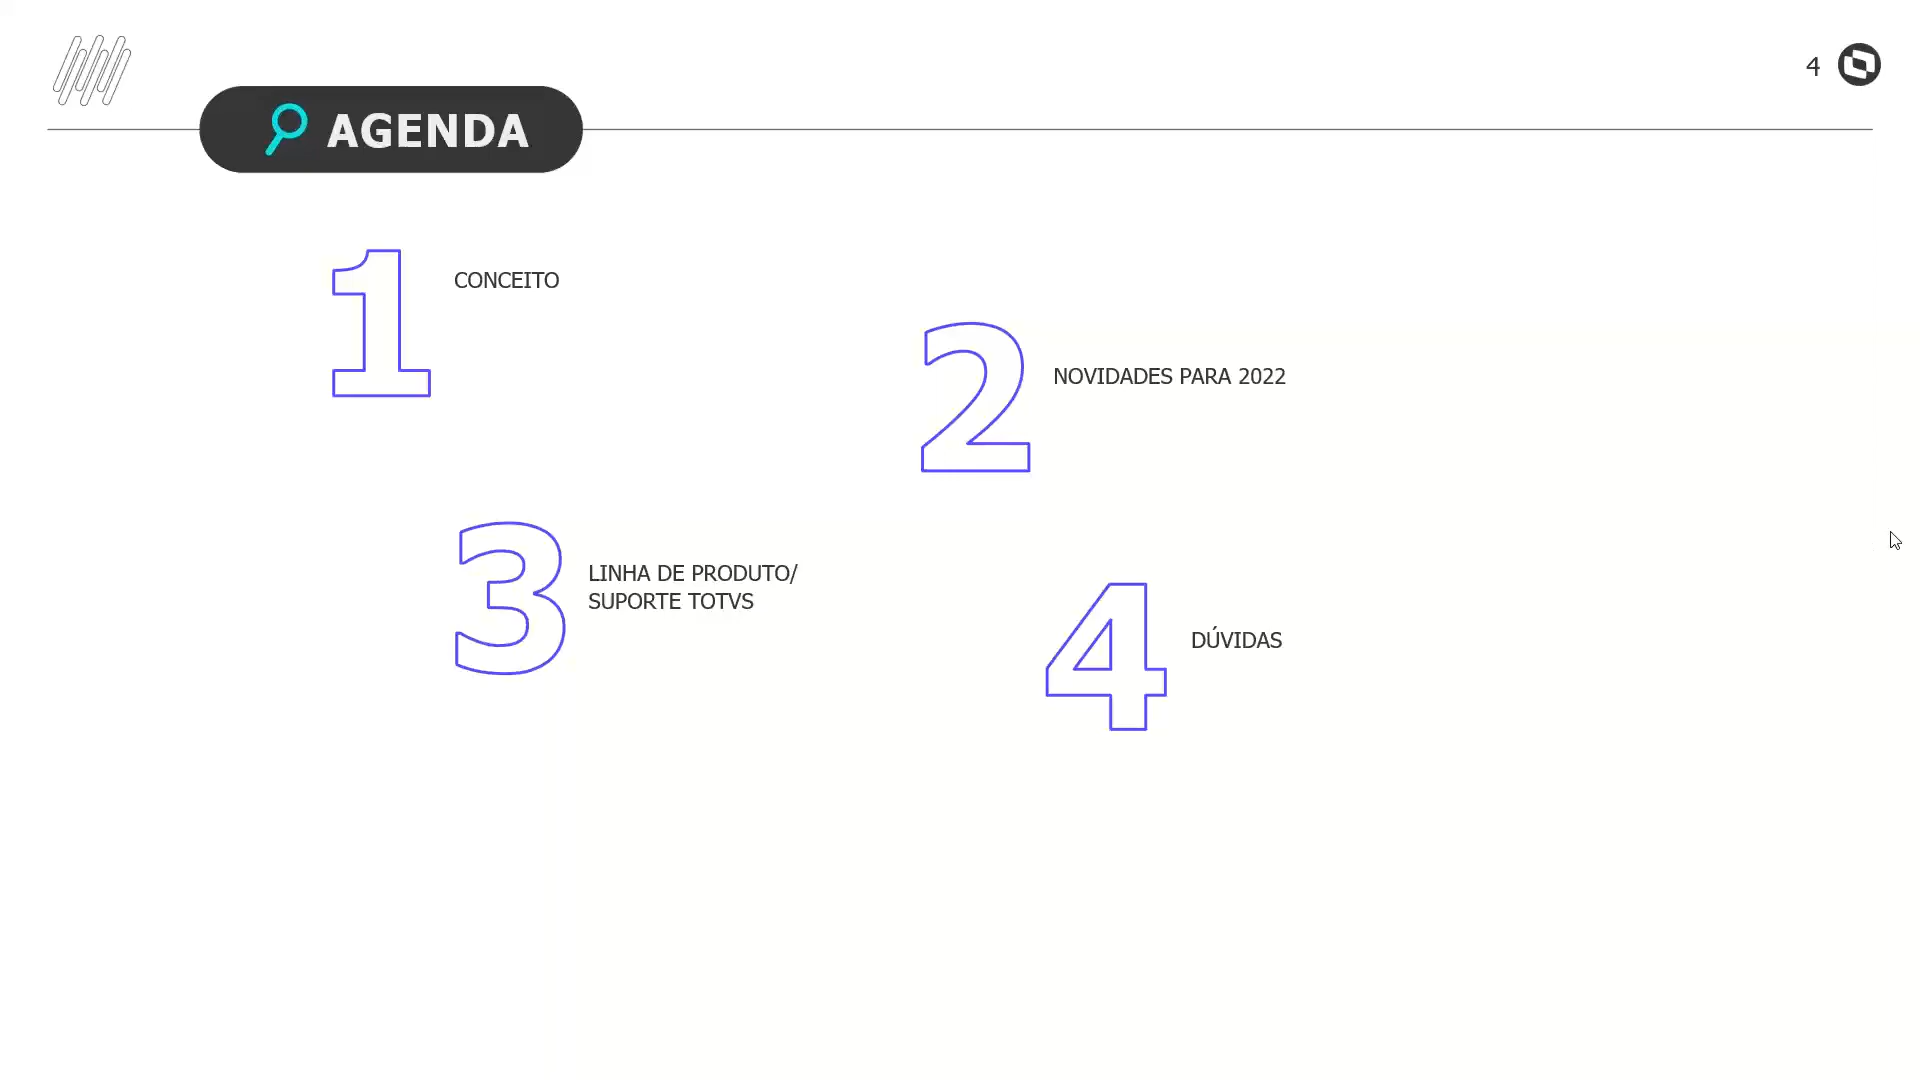 4
AGENDA
1
CONCEITO
2
NOVIDADES PARA 2022
3
LINHA DE PRODUTO/
SUPORTE TOTVS
4
DÚVIDAS